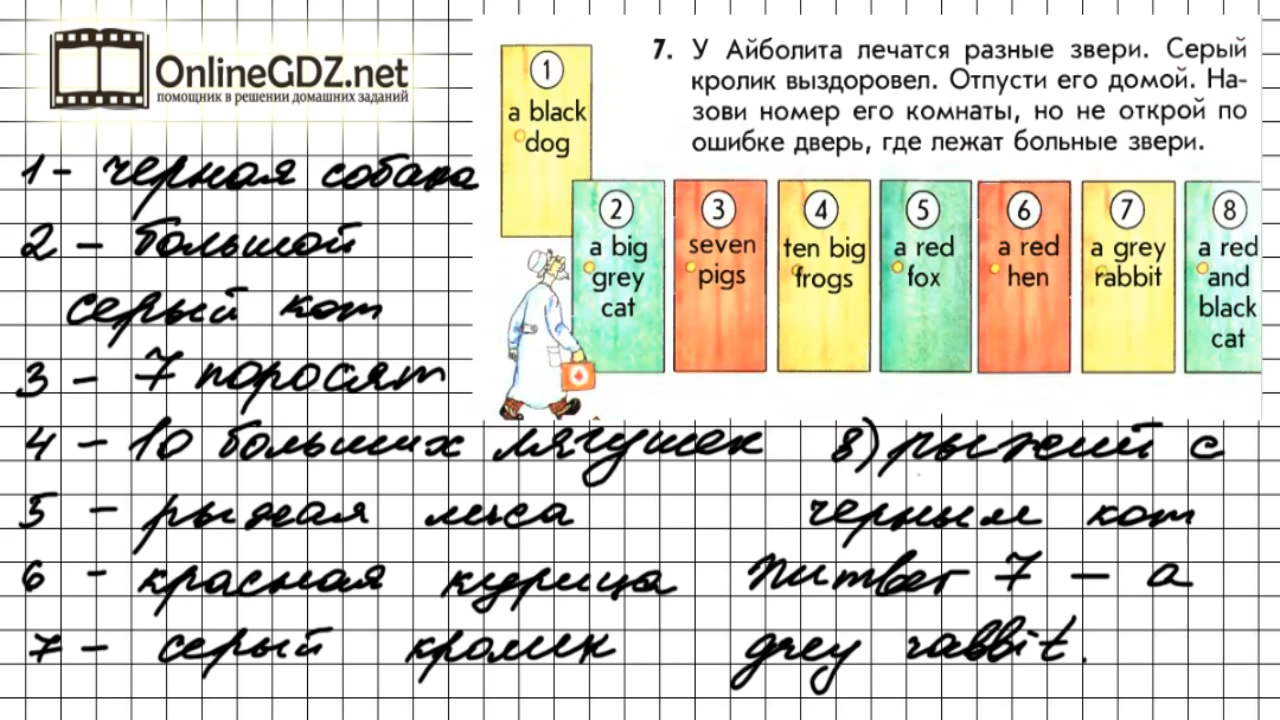 OnlineGDZ.net
помощник в решении домашних заданий
7. У Айболита лечатся разные звери. Серый
кролик выздоровел. Отпусти его домой. На-
зови номер его комнаты, но не открой по
ошибке дверь, где лежат больные звери.
1
a black
dog
2
a big
grey
cat
3
seven
pigs
4
ten big
frogs
5
a red
fox
6
a red
hen
7
a grey
rabbit
8
a red
and
black
cat
1 - черная собака
2 - большой
серый кот
3 - 7 поросят
4 - 10 больших лягушек
5 - рыжая лиса
6 - красная курица
7 - серый кролик
8) рыжий с
черным кот
Number 7 - a
grey rabbit.